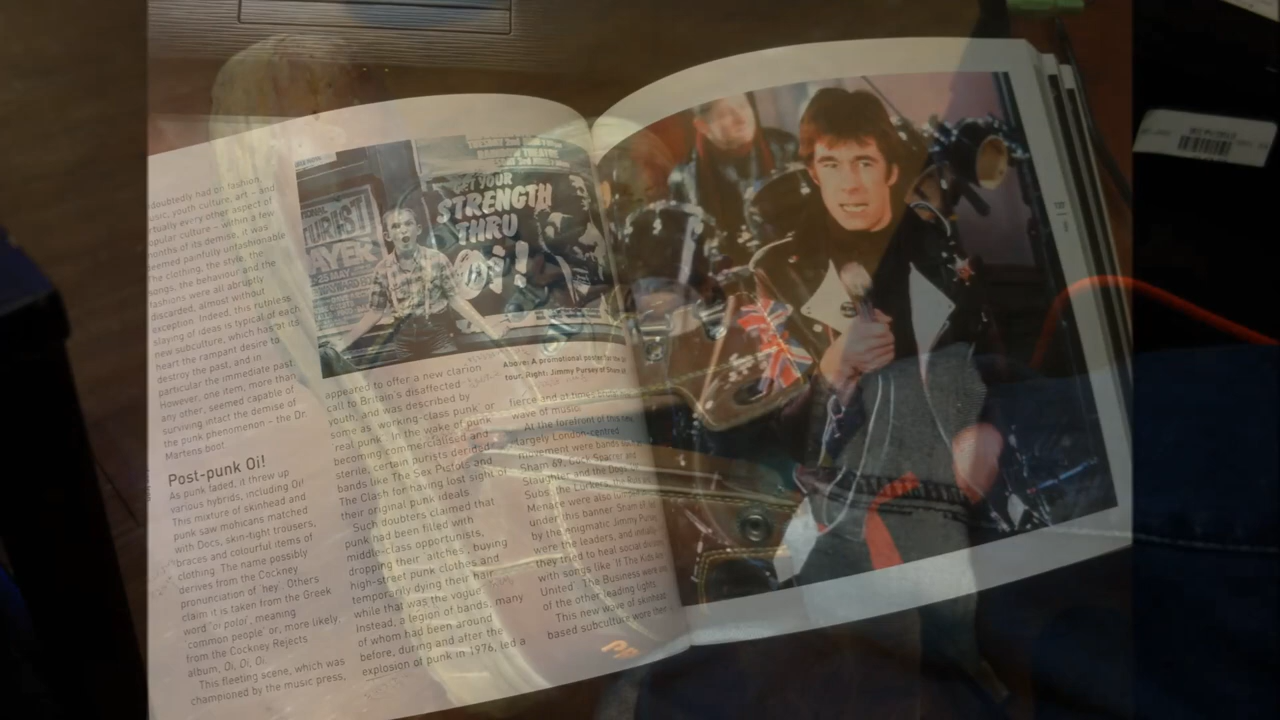 doubtedly had on fashion,
music, youth culture, art – and
virtually every other aspect of
popular culture – within a few
months of its demise, it was
deemed painfully unfashionable.
The clothing, the style, the
songs, the behaviour and the
fashions were all abruptly
discarded, almost without
exception. Indeed, this ruthless
slaying of ideas is typical of each
new subculture, which has at its
heart the rampant desire to
destroy the past, and in
particular the immediate past.
However, one item, more than
any other, seemed capable of
surviving intact the demise of
the punk phenomenon – the Dr.
Martens boot.
Post-punk Oi!
As punk faded, it threw up
various hybrids, including Oi!
This mixture of skinhead and
punk saw mohicans matched
with Docs, skin-tight trousers,
braces and colourful items of
clothing. The name possibly
derives from the Cockney
pronunciation of 'hey'. Others
claim it is taken from the Greek
word 'oi poloi', meaning
'common people' or, more likely,
from the Cockney Rejects
album, Oi, Oi, Oi.
This fleeting scene, which was
championed by the music press,
GET YOUR
STRENGTH
THRU
Oi!
appeared to offer a new clarion
call to Britain's disaffected
youth, and was described by
some as 'working-class punk' or
'real punk'. In the wake of punk
becoming commercialised and
sterile, certain purists derided
bands like The Sex Pistols and
The Clash for having lost sight of
their original punk ideals.
Such doubters claimed that
punk had been filled with
middle-class opportunists,
dropping their 'aitches', buying
high-street punk clothes and
temporarily dying their hair
while that was the vogue.
Instead, a legion of bands, many
of whom had been around
before, during and after the
explosion of punk in 1976, led a
Above: A promotional poster for the
tour. Right: Jimmy Pursey of Sham 69
fierce and at times
wave of music.
At the forefront of this new,
largely London-centred
movement were bands
Sham 69,
Slaughter and the Dogs,
Subs, the Lurkers,
Menace were also
under this banner. Sham 69, led
by the enigmatic Jimmy Pursey,
were the leaders, and initially
they tried to heal social divisions
with songs like 'If The Kids Are
United'. The Business were one
of the other leading lights.
This new wave of skinhead-
based subculture wore their